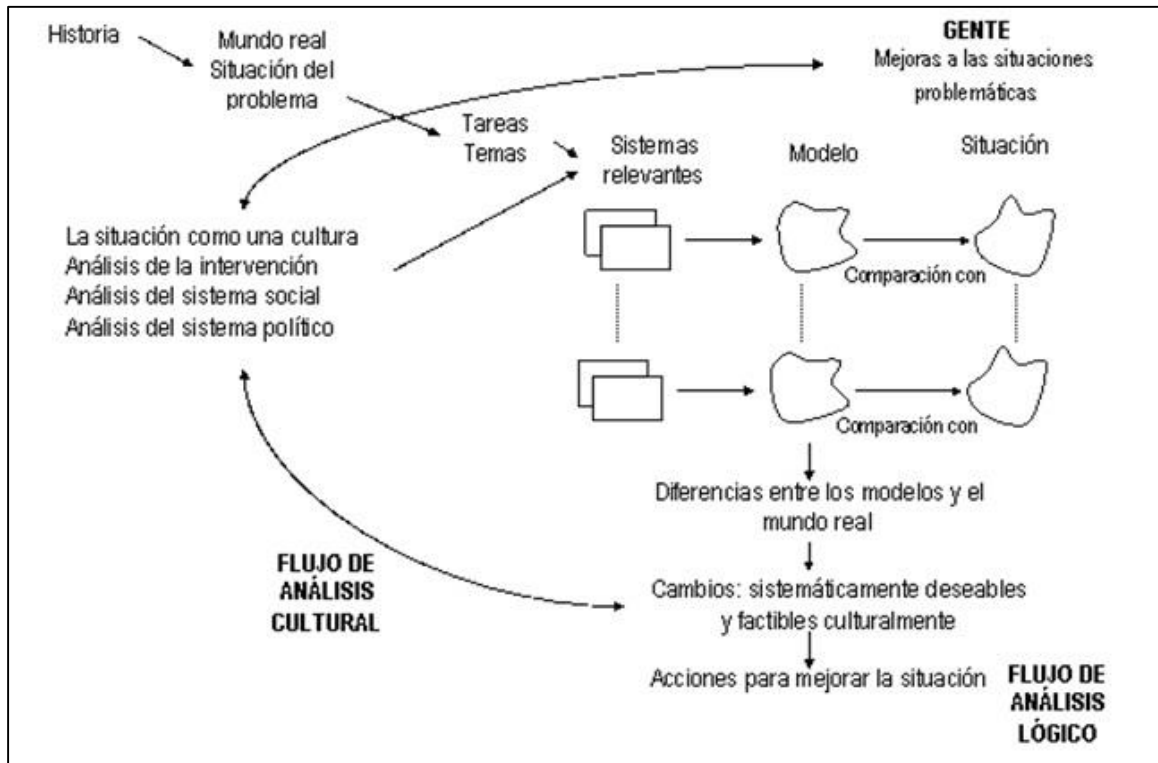 Historia
Mundo real
Situación del
problema
GENTE
Mejoras a las situaciones
problemáticas
Tareas
Temas
Sistemas
relevantes
Modelo
Situación
La situación como una cultura
Análisis de la intervención
Análisis del sistema social
Análisis del sistema político
Comparación con
Comparación con
Diferencias entre los modelos y el
mundo real
FLUJO DE
ANÁLISIS
CULTURAL
Cambios: sistemáticamente deseables
y factibles culturalmente
Acciones para mejorar la situación
FLUJO DE
ANÁLISIS
LÓGICO